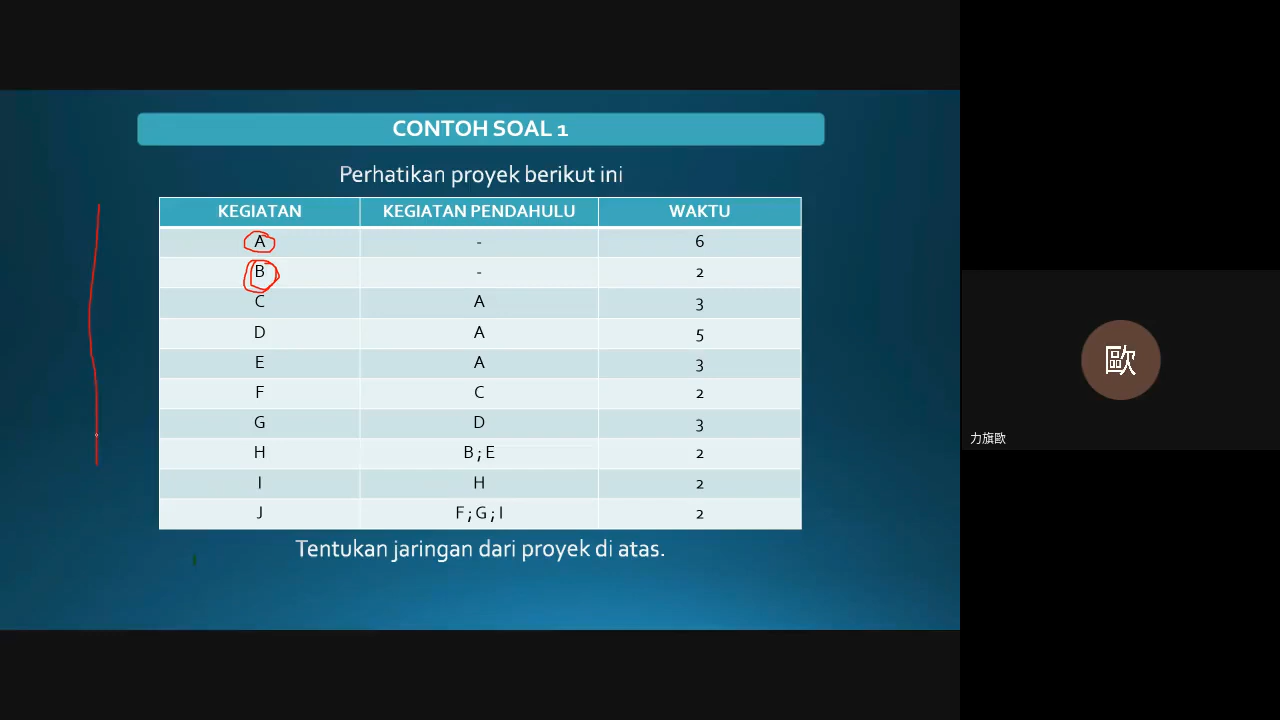 CONTOH SOAL 1
Perhatikan proyek berikut ini
KEGIATAN KEGIATAN PENDAHULU WAKTU
A - 6
B - 2
C A 3
D A 5
E A 3
F C 2
G D 3
H B ; E 2
I H 2
J F ; G ; I 2
Tentukan jaringan dari proyek di atas.
歐
力旗歐